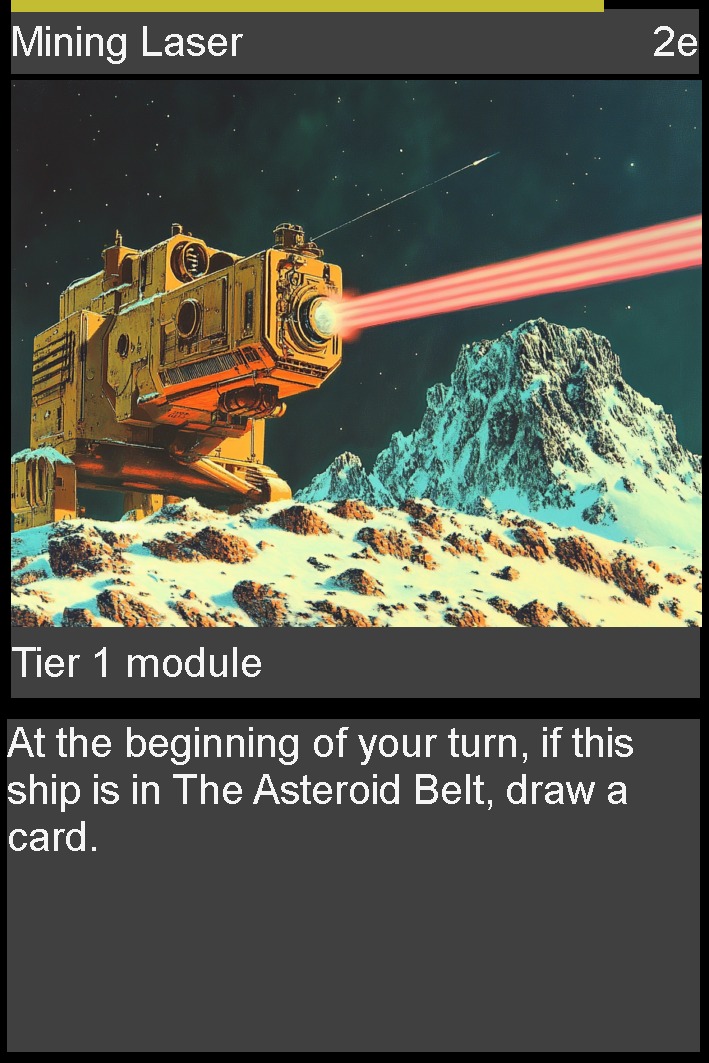 Mining Laser 2e
Tier 1 module
At the beginning of your turn, if this
ship is in The Asteroid Belt, draw a
card.